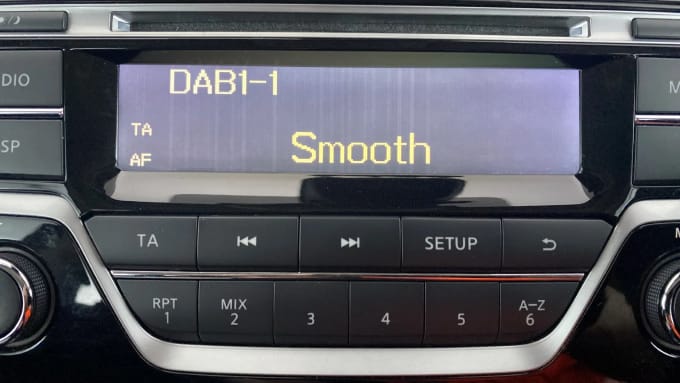 DIO
DAB1-1
TA
SP
AF
Smooth
M
TA
SETUP
RPT
1
MIX
2
3
4
5
A-Z
6